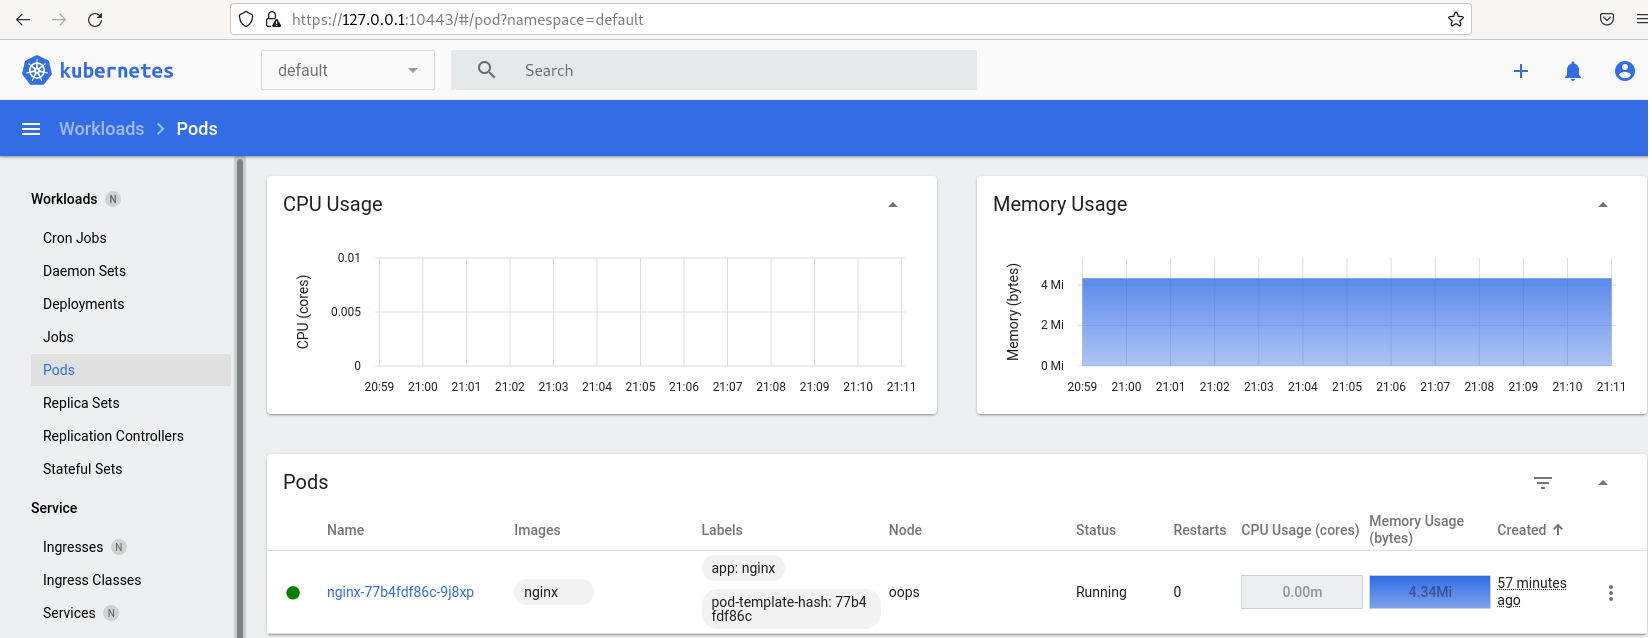 https://127.0.0.1:10443/#/pod?namespace=default
kubernetes
default
Search
Workloads > Pods
Workloads N
Cron Jobs
Daemon Sets
Deployments
Jobs
Pods
Replica Sets
Replication Controllers
Stateful Sets
Service
Ingresses N
Ingress Classes
Services N
CPU Usage
CPU (cores)
0.01
0.005
0
20:59 21:00 21:01 21:02 21:03 21:04 21:05 21:06 21:07 21:08 21:09 21:10 21:11
Memory Usage
Memory (bytes)
4 Mi
2 Mi
0 Mi
20:59 21:00 21:01 21:02 21:03 21:04 21:05 21:06 21:07 21:08 21:09 21:10 21:11
Pods
Name Images Labels Node Status Restarts CPU Usage (cores) Memory Usage
(bytes) Created
nginx-77b4fdf86c-9j8xp nginx
app: nginx
pod-template-hash: 77b4
fdf86c
oops Running 0 0.00m 4.34Mi
57 minutes
ago